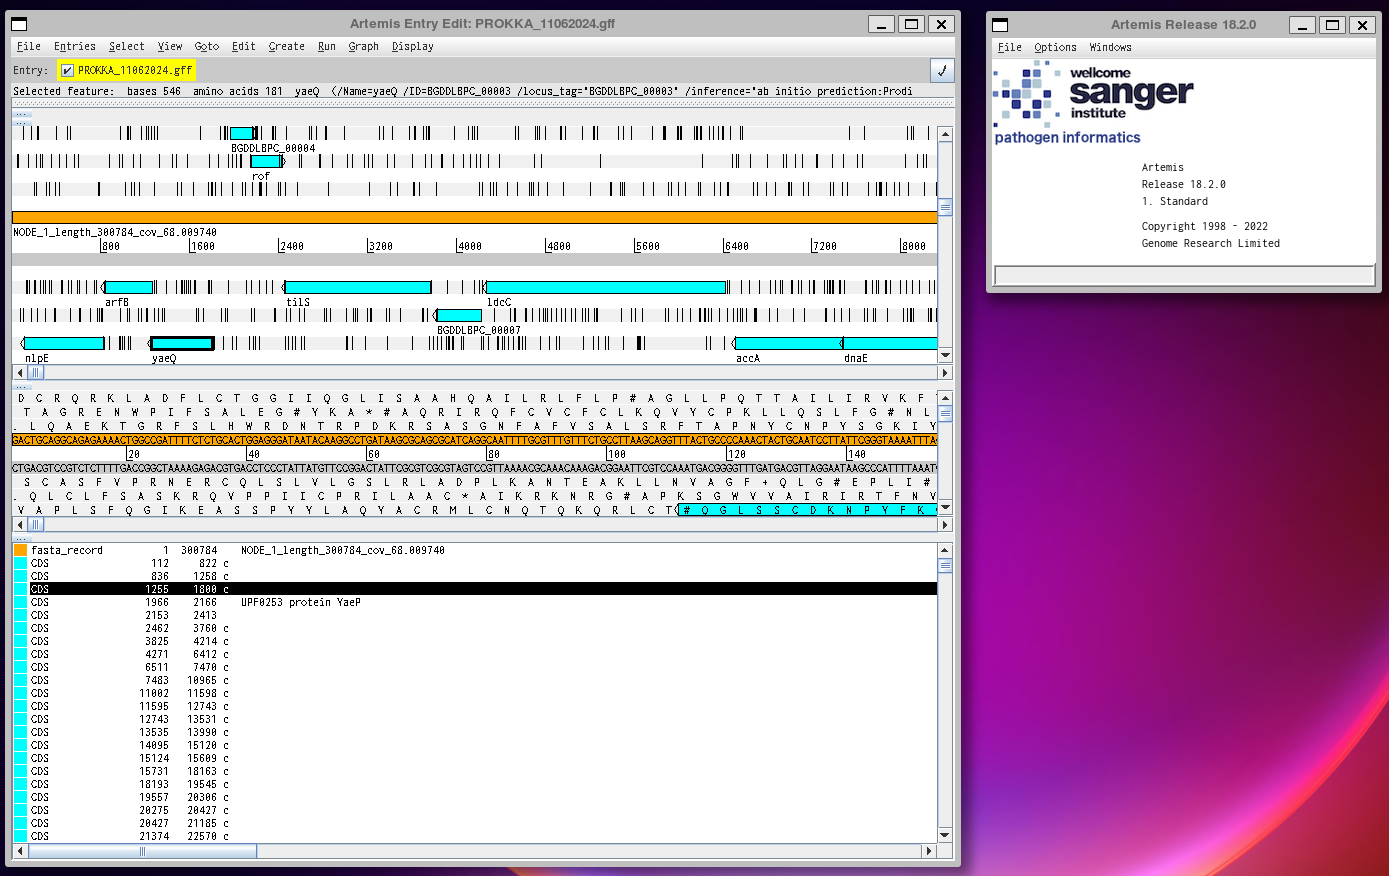 Artemis Entry Edit: PROKKA_11062024.gff
File Entries Select View Goto Edit Create Run Graph Display
Entry: PROKKA_11062024.gff
Selected feature: bases 546 amino acids 181 yaeQ (/Name=yaeQ /ID=BGDDLBPC_00003 /locus_tag="BGDDLBPC_00003" /inference="ab initio prediction:Prodi
BGDDLBPC_00004
rof
NODE_1_length_300784_cov_68.009740
800 1600 2400 3200 4000 4800 5600 6400 7200 8000
arfB tilS ldcC
BGDDLBPC_00007
nlpE yaeQ accA dnaE
D C R Q R K L A D F L C T G G I I Q G L I S A A H Q A I L R L F L P # A G L L P Q T T A I L I R V K F
T A G R E N W P I F S A L E G # Y K A * # A Q R I R Q F C V C F C L K Q V Y C P K L L Q S L F G # N L
. L Q A E K T G R F S H W R D N T R P D K R S A S G N F A F V S A L S R F T A P N Y C N P Y S G K I Y
20 40 60 80 100 120 140
S C A S F V P R N E R C Q L S V L G S L R L A D P L K A N T E A K L L N V A G F + Q L G # E P L I #
. Q L C L F S A S K R Q V P P I I C P R I L A A C * A I K R K N R G # A P K S G W V V A I R I R T F N V
V A P L S F Q G I K E A S S P Y Y L A Q Y A C R M L C N Q T Q K Q R L C T # Q G L S S C D K N P Y F K
fasta_record 1 300784 NODE_1_length_300784_cov_68.009740
CDS 112 822 c
CDS 836 1258 c
CDS 1255 1800 c
CDS 1966 2166 UPF0253 protein YaeP
CDS 2153 2413
CDS 2462 3760 c
CDS 3825 4214 c
CDS 4271 6412 c
CDS 6511 7470 c
CDS 7483 10965 c
CDS 11002 11598 c
CDS 11595 12743 c
CDS 12743 13531 c
CDS 13535 13990 c
CDS 14095 15120 c
CDS 15124 15609 c
CDS 15731 18163 c
CDS 18193 19545 c
CDS 19557 20306 c
CDS 20275 20427 c
CDS 20427 21185 c
CDS 21374 22570 c
Artemis Release 18.2.0
File Options Windows
wellcome
sanger
institute
pathogen informatics
Artemis
Release 18.2.0
1. Standard
Copyright 1998 - 2022
Genome Research Limited